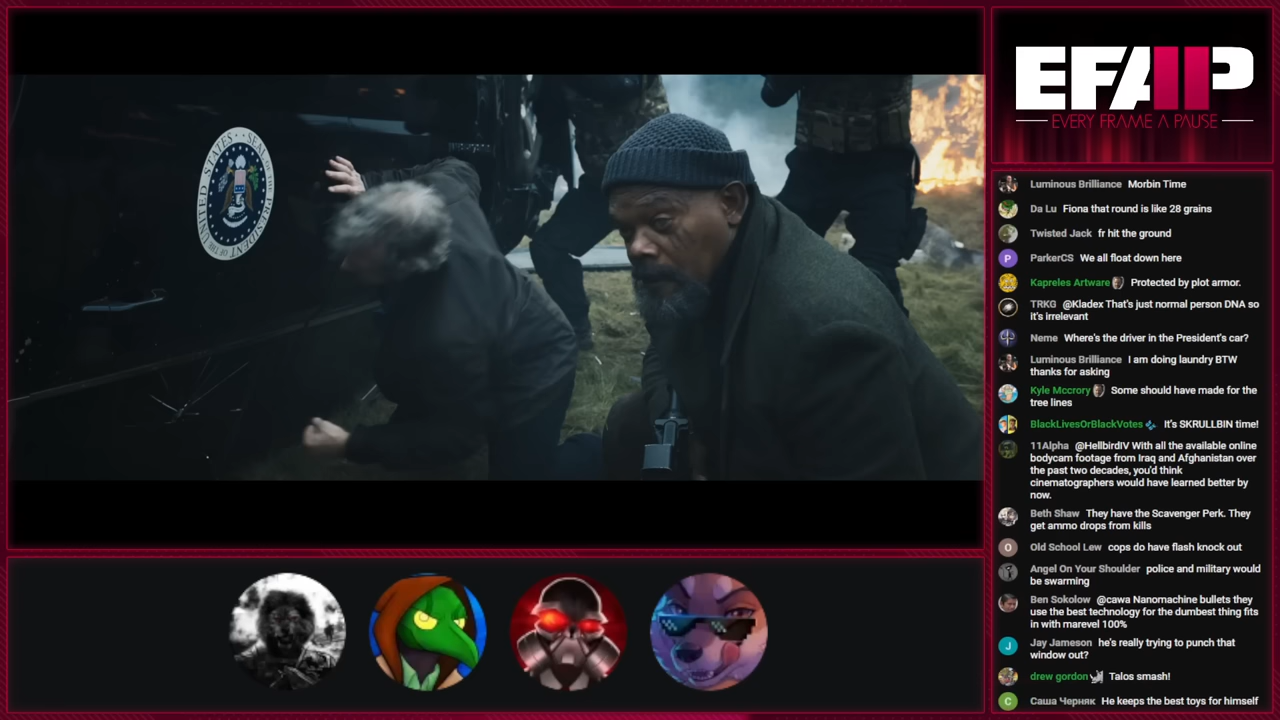 SEAL OF THE PRESIDENT OF THE UNITED STATES
EFAP
EVERY FRAME A PAUSE
Luminous Brilliance Morbin Time
Da Lu Fiona that round is like 28 grains
Twisted Jack fr hit the ground
P
ParkerCS We all float down here
Kapreles Artware Protected by plot armor.
TRKG @Kladex That's just normal person DNA so
it's irrelevant
Neme Where's the driver in the President's car?
Luminous Brilliance I am doing laundry BTW
thanks for asking
Kyle Mccrory Some should have made for the
tree lines
BlackLivesOrBlackVotes It's SKRULLBIN time!
11Alpha @HellbirdIV With all the available online
bodycam footage from Iraq and Afghanistan over
the past two decades, you'd think
cinematographers would have learned better by
now.
Beth Shaw They have the Scavenger Perk. They
get ammo drops from kills
O
Old School Lew cops do have flash knock out
Angel On Your Shoulder police and military would
be swarming
Ben Sokolow @cawa Nanomachine bullets they
use the best technology for the dumbest thing fits
in with marevel 100%
J
Jay Jameson he's really trying to punch that
window out?
drew gordon Talos smash!
С
Саша Черняк He keeps the best toys for himself